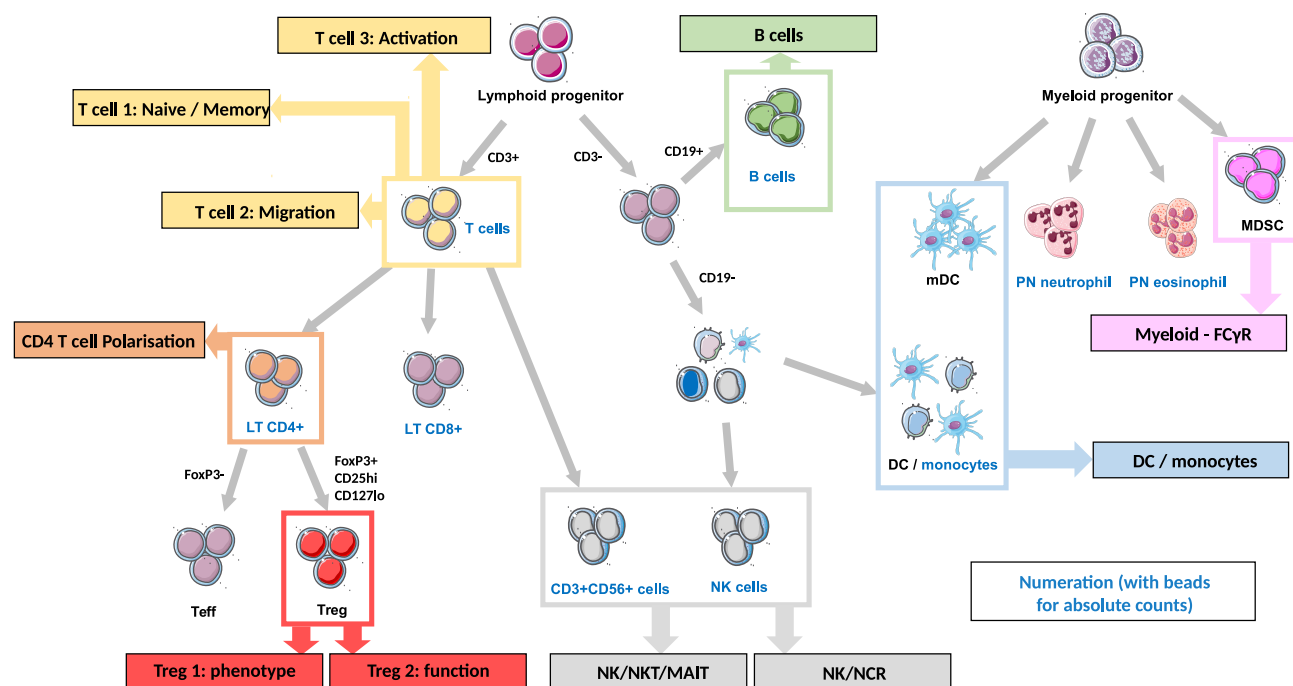 T cell 3: Activation
B cells
Lymphoid progenitor
Myeloid progenitor
T cell 1: Naive / Memory
CD3+
CD3-
CD19+
B cells
T cell 2: Migration
T cells
MDSC
CD19-
mDC
PN neutrophil
PN eosinophil
CD4 T cell Polarisation
Myeloid - FCγR
LT CD4+
LT CD8+
DC / monocytes
DC / monocytes
FoxP3-
FoxP3+
CD25hi
CD127lo
CD3+CD56+ cells
NK cells
Numeration (with beads
for absolute counts)
Teff
Treg
Treg 1: phenotype
Treg 2: function
NK/NKT/MAIT
NK/NCR